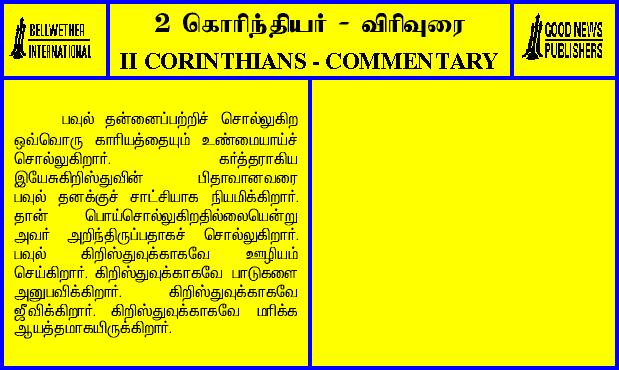 BELLWETHER
INTERNATIONAL
2 கொரிந்தியர் - விரிவுரை
II CORINTHIANS - COMMENTARY
GOOD NEWS
PUBLISHERS
பவுல் தன்னைப்பற்றிச் சொல்லுகிற
ஒவ்வொரு காரியத்தையும் உண்மையாய்ச்
சொல்லுகிறார். கர்த்தராகிய
இயேசுகிறிஸ்துவின் பிதாவானவரை
பவுல் தனக்குச் சாட்சியாக நியமிக்கிறார்.
தான் பொய்சொல்லுகிறதில்லையென்று
அவர் அறிந்திருப்பதாகச் சொல்லுகிறார்.
பவுல் கிறிஸ்துவுக்காகவே ஊழியம்
செய்கிறார். கிறிஸ்துவுக்காகவே பாடுகளை
அனுபவிக்கிறார். கிறிஸ்துவுக்காகவே
ஜீவிக்கிறார். கிறிஸ்துவுக்காகவே மரிக்க
ஆயத்தமாகயிருக்கிறார்.